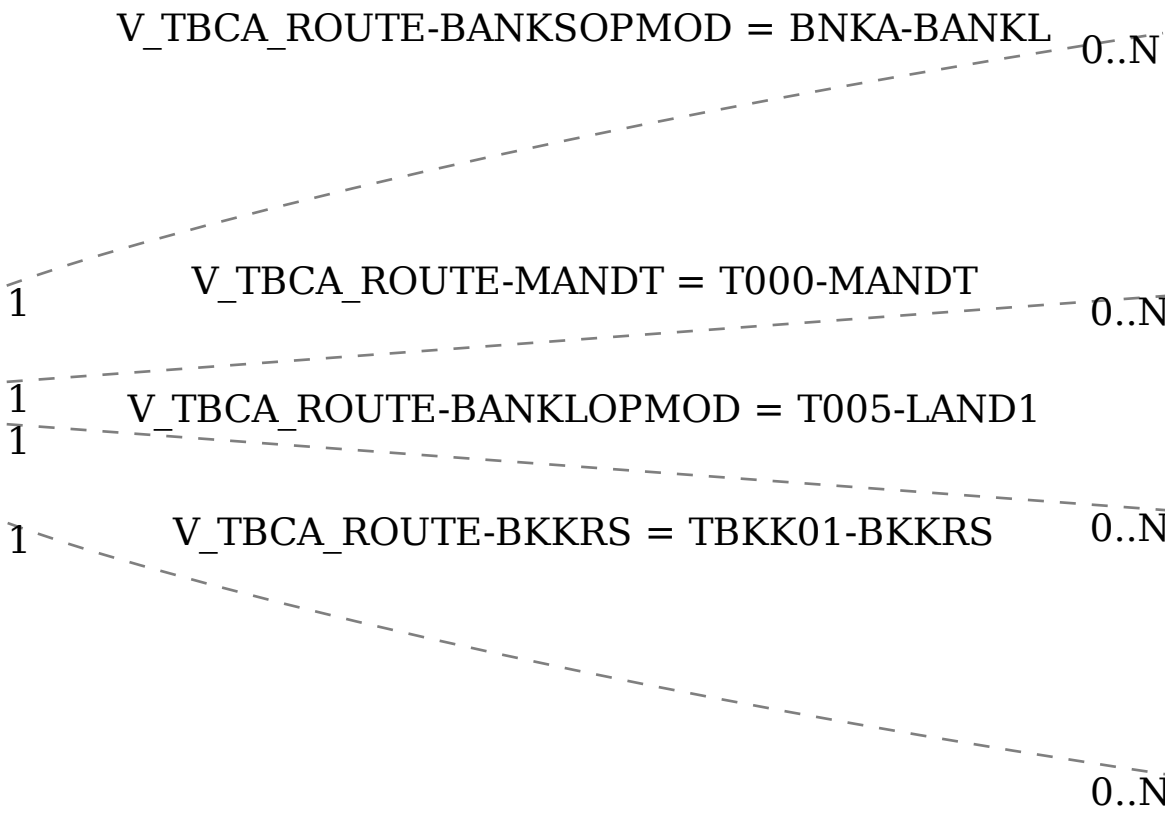 V_TBCA_ROUTE-BANKSOPMOD = BNKA-BANKL
0..N
V_TBCA_ROUTE-MANDT = T000-MANDT
1
0..N
1
V_TBCA_ROUTE-BANKLOPMOD = T005-LAND1
1
V_TBCA_ROUTE-BKKRS = TBKK01-BKKRS
0..N
1
0..N